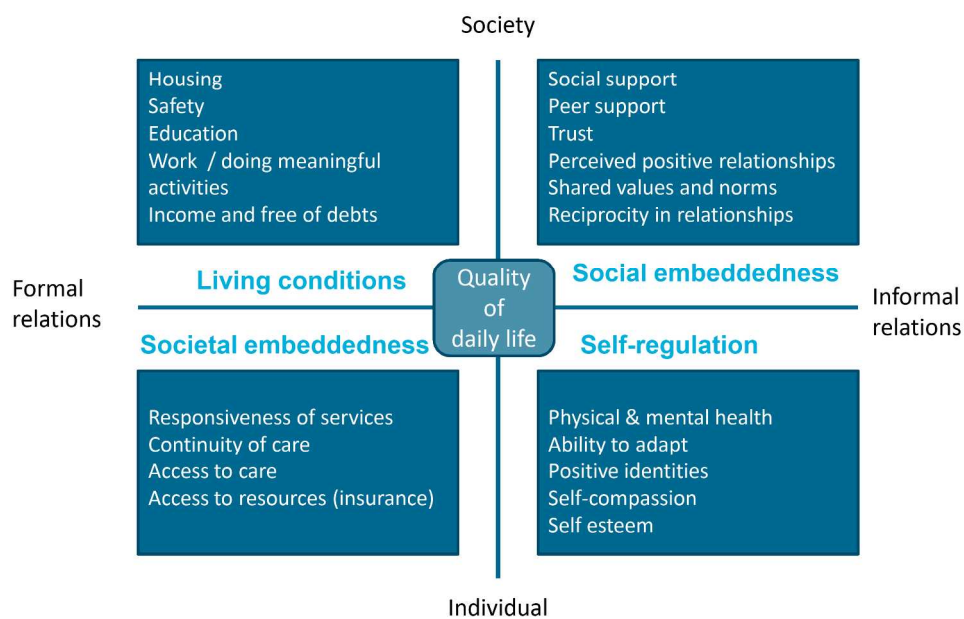 Society
Housing
Safety
Education
Work / doing meaningful
activities
Income and free of debts
Social support
Peer support
Trust
Perceived positive relationships
Shared values and norms
Reciprocity in relationships
Formal
relations
Living conditions
Quality
of
daily life
Social embeddedness
Informal
relations
Societal embeddedness
Self-regulation
Responsiveness of services
Continuity of care
Access to care
Access to resources (insurance)
Physical & mental health
Ability to adapt
Positive identities
Self-compassion
Self esteem
Individual